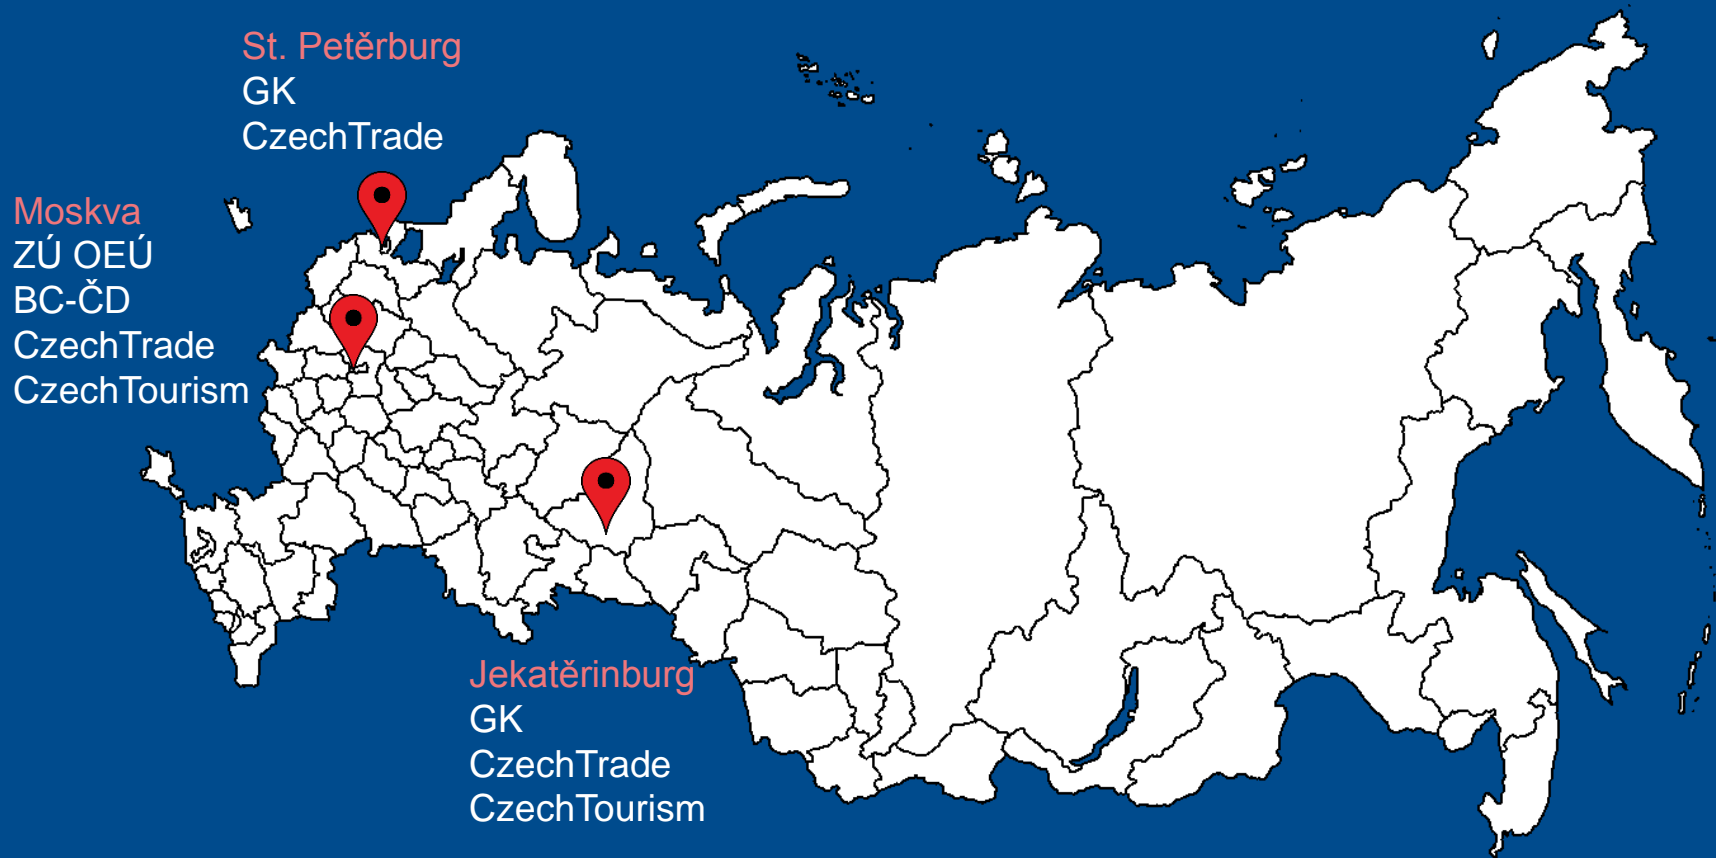 St. Petěrburg
GK
CzechTrade
Moskva
ZÚ OEÚ
BC-ČD
CzechTrade
CzechTourism
Jekatěrinburg
GK
CzechTrade
CzechTourism